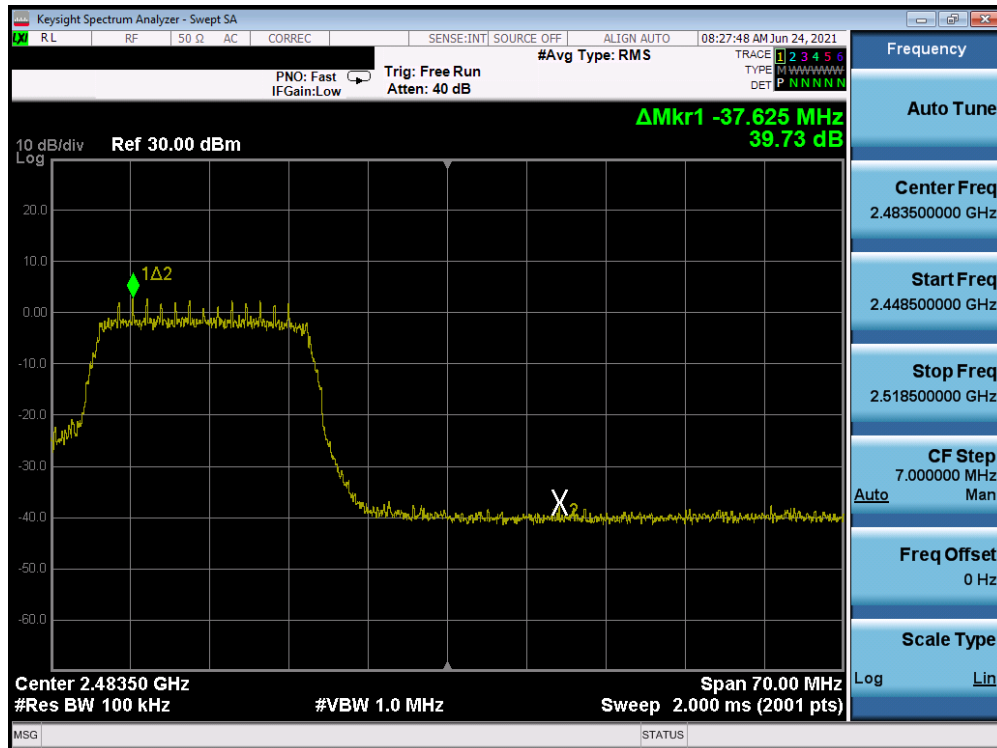 Keysight Spectrum Analyzer - Swept SA
LXI RL RF 50 Ω AC CORREC SENSE:INT SOURCE OFF ALIGN AUTO 08:27:48 AM Jun 24, 2021
#Avg Type: RMS TRACE 1 2 3 4 5 6
PNO: Fast Trig: Free Run TYPE M WWWWW
IFGain:Low Atten: 40 dB DET P N N N N N
ΔMkr1 -37.625 MHz
39.73 dB
10 dB/div Ref 30.00 dBm
Log
20.0
10.0
1Δ2
0.00
-10.0
-20.0
-30.0
-40.0
X2
-50.0
-60.0
Center 2.48350 GHz Span 70.00 MHz
#Res BW 100 kHz #VBW 1.0 MHz Sweep 2.000 ms (2001 pts)
MSG STATUS
Frequency
Auto Tune
Center Freq
2.483500000 GHz
Start Freq
2.448500000 GHz
Stop Freq
2.518500000 GHz
CF Step
7.000000 MHz
Auto Man
Freq Offset
0 Hz
Scale Type
Log Lin